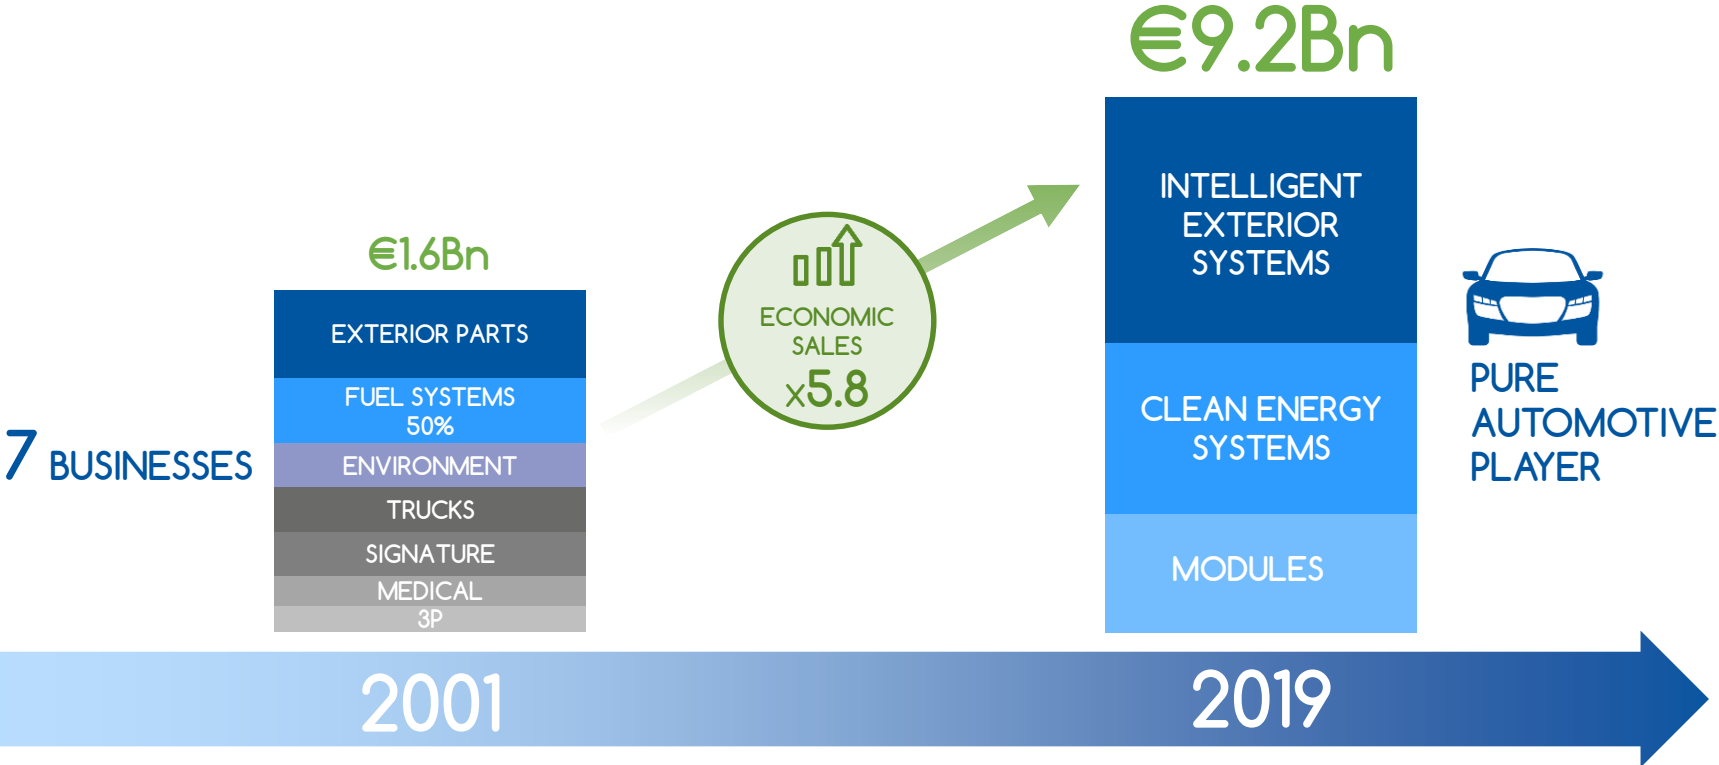 €9.2Bn
€1.6Bn
7 BUSINESSES
EXTERIOR PARTS
FUEL SYSTEMS
50%
ENVIRONMENT
TRUCKS
SIGNATURE
MEDICAL
3P
ECONOMIC
SALES
x5.8
INTELLIGENT
EXTERIOR
SYSTEMS
CLEAN ENERGY
SYSTEMS
MODULES
PURE
AUTOMOTIVE
PLAYER
2001
2019